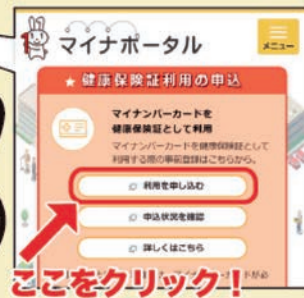 マイナポータル
メニュー
★ 健康保険証利用の申込
マイナンバーカードを
健康保険証として利用
マイナンバーカードを健康保険証として
利用する際の事前登録はこちらから。
利用を申し込む
申込状況を確認
詳しくはこちら
ここをクリック！